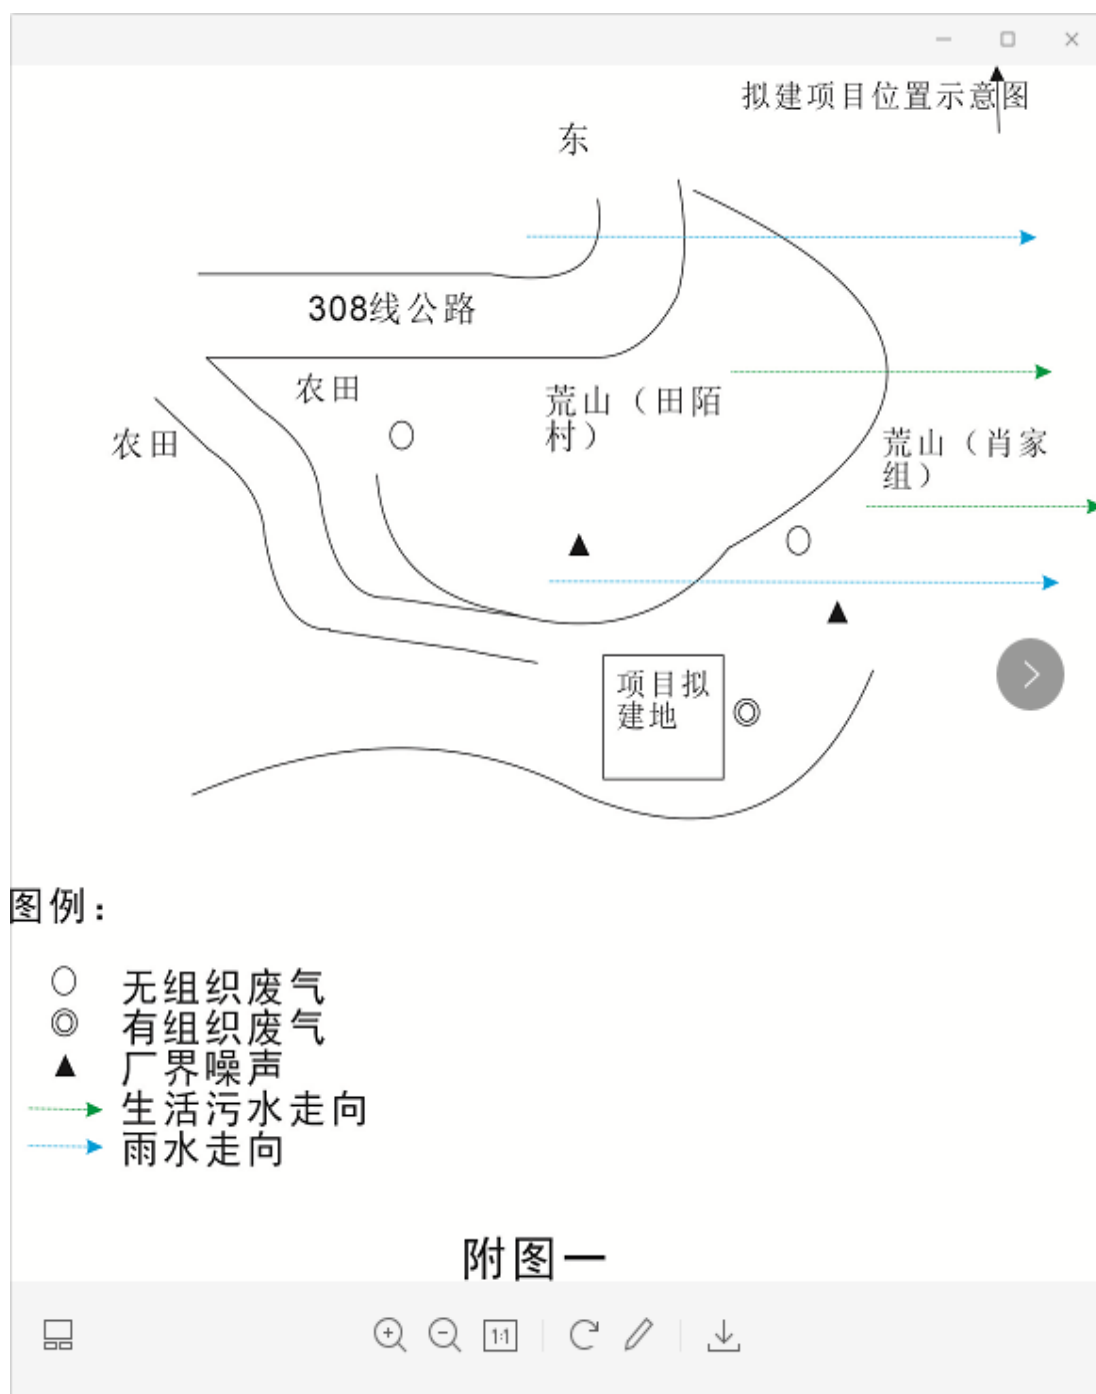 拟建项目位置示意图
东
308线公路
农田
荒山（田陌
村）
农田
荒山（肖家
组）
项目拟
建地
图例：
无组织废气
有组织废气
厂界噪声
生活污水走向
雨水走向
附图一
1:1